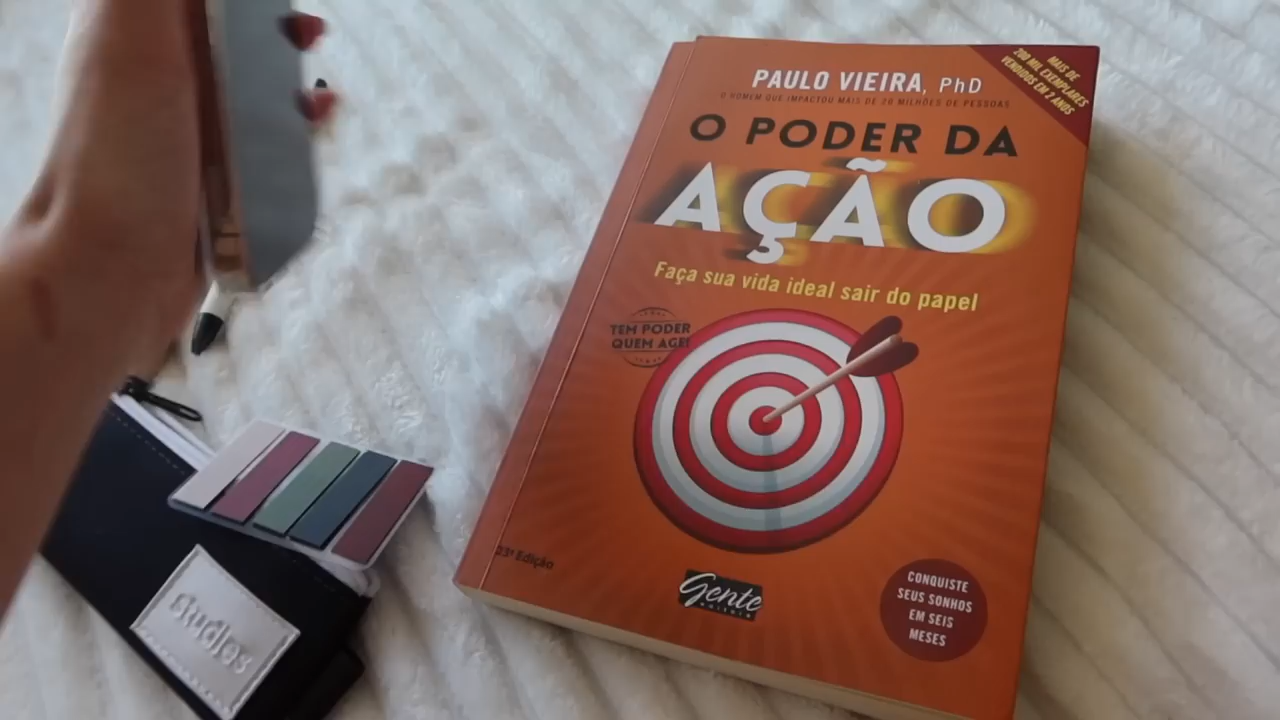 PAULO VIEIRA, PhD
O HOMEM QUE IMPACTOU MAIS DE 20 MILHÕES DE PESSOAS
MAIS DE
200 MIL EXEMPLARES
VENDIDOS EM 2 ANOS
O PODER DA
AÇÃO
Faça sua vida ideal sair do papel
TEM PODER
QUEM AGE!
Edição
Gente
editora
CONQUISTE
SEUS SONHOS
EM SEIS
MESES
studies